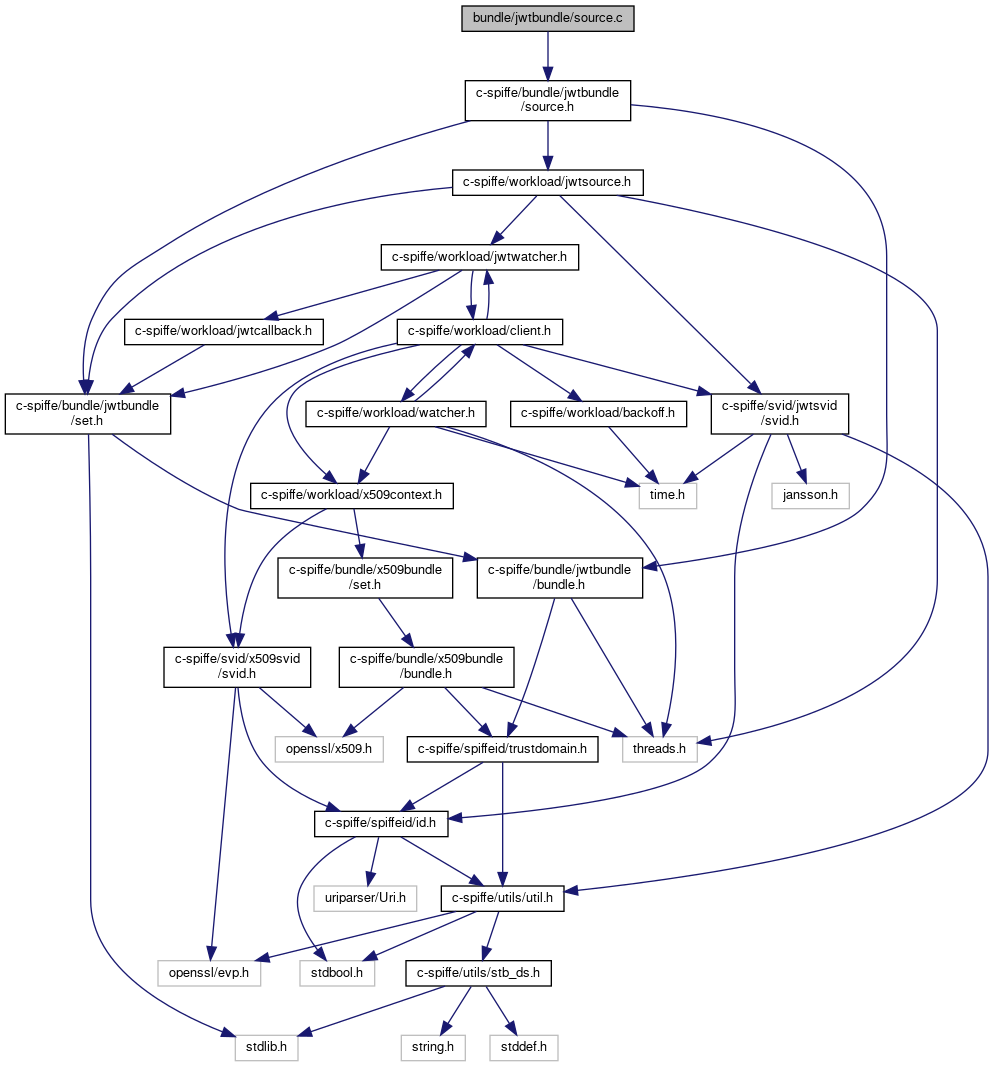 bundle/jwtbundle/source.c
c-spiffe/bundle/jwtbundle
/source.h
c-spiffe/workload/jwtsource.h
c-spiffe/workload/jwtwatcher.h
c-spiffe/workload/jwtcallback.h
c-spiffe/workload/client.h
c-spiffe/bundle/jwtbundle
/set.h
c-spiffe/workload/watcher.h
c-spiffe/workload/backoff.h
c-spiffe/svid/jwtsvid
/svid.h
c-spiffe/workload/x509context.h
time.h
jansson.h
c-spiffe/bundle/x509bundle
/set.h
c-spiffe/bundle/jwtbundle
/bundle.h
c-spiffe/svid/x509svid
/svid.h
c-spiffe/bundle/x509bundle
/bundle.h
openssl/x509.h
c-spiffe/spiffeid/trustdomain.h
threads.h
c-spiffe/spiffeid/id.h
uriparser/Uri.h
c-spiffe/utils/util.h
openssl/evp.h
stdbool.h
c-spiffe/utils/stb_ds.h
stdlib.h
string.h
stddef.h